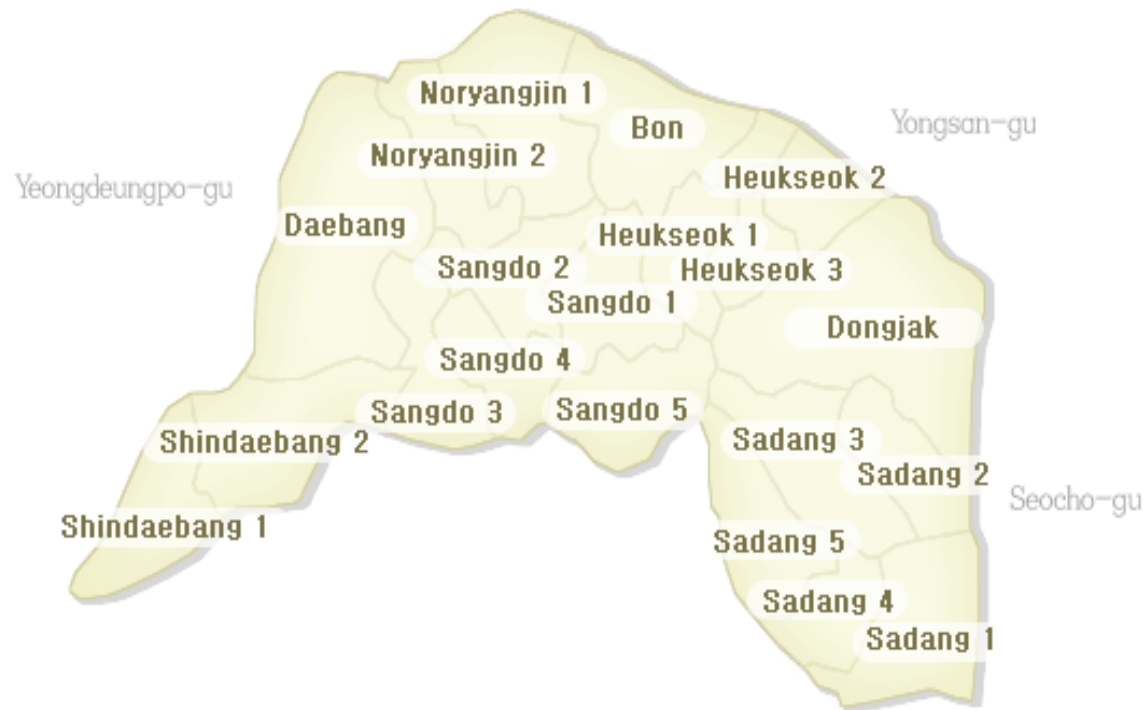 Noryangjin 1
Bon
Yongsan-gu
Noryangjin 2
Heukseok 2
Yeongdeungpo-gu
Daebang
Heukseok 1
Sangdo 2
Heukseok 3
Sangdo 1
Dongjak
Sangdo 4
Sangdo 3
Sangdo 5
Shindaebang 2
Sadang 3
Sadang 2
Seocho-gu
Shindaebang 1
Sadang 5
Sadang 4
Sadang 1